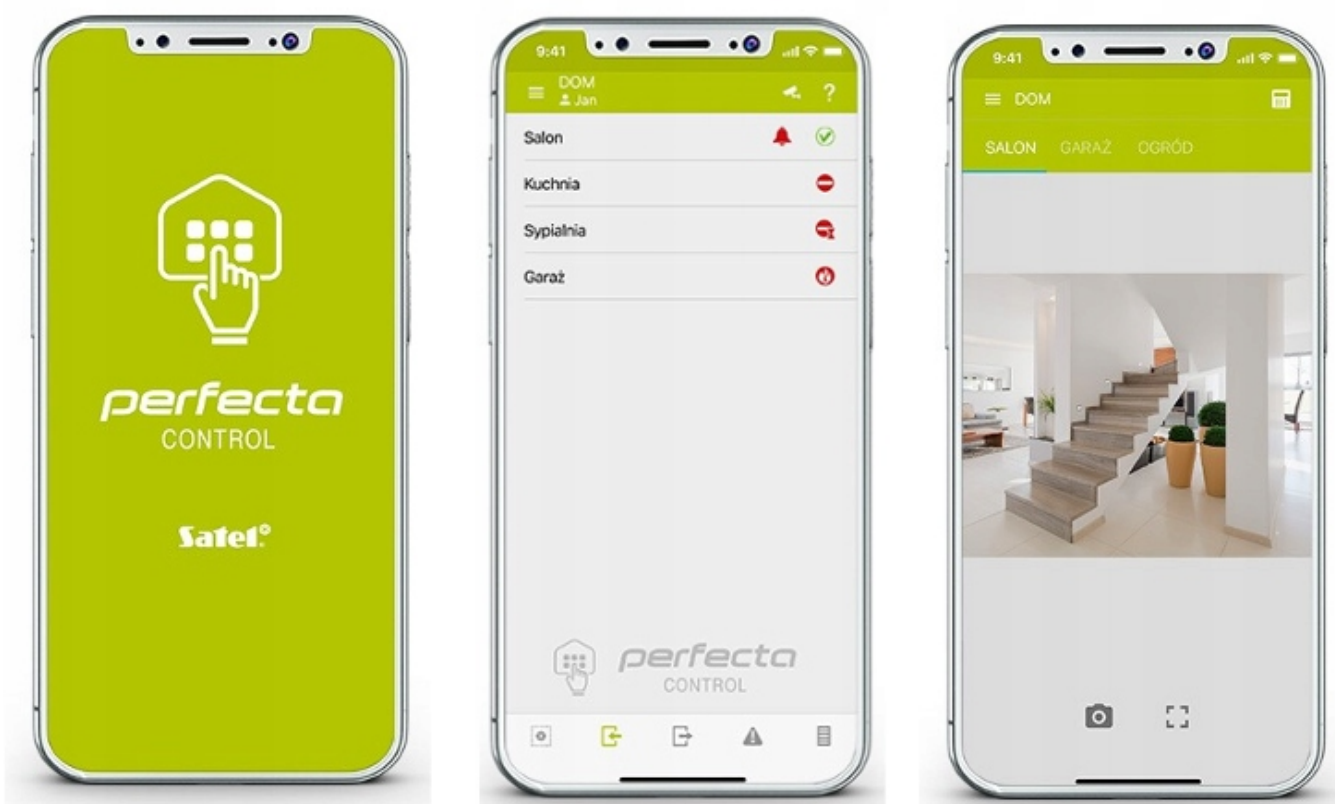 perfecta
CONTROL
Satel®
9:41
DOM
Jan
?
Salon
Kuchnia
Sypialnia
Garaż
perfecta
CONTROL
9:41
DOM
SALON GARAŻ OGRÓD